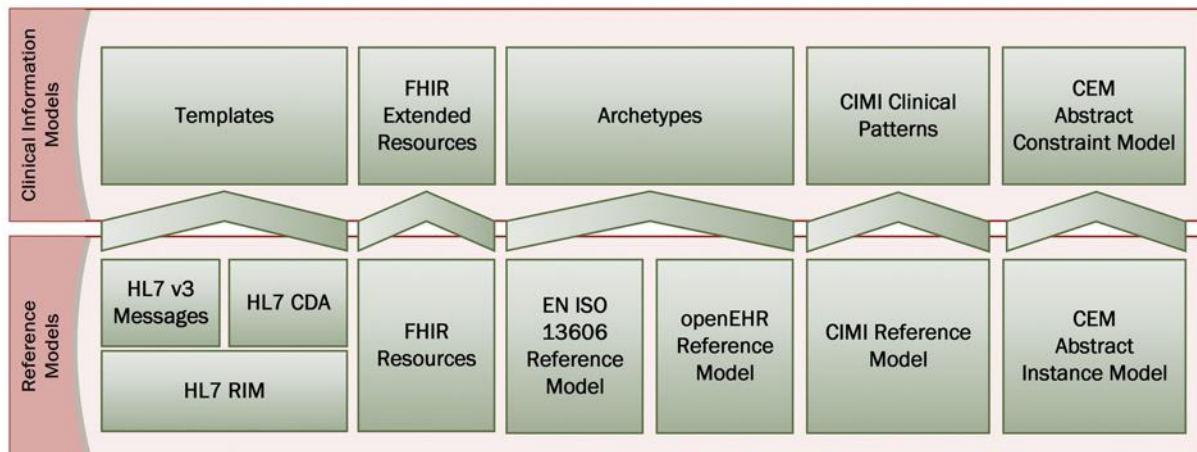 Clinical Information
Models
Templates
FHIR
Extended
Resources
Archetypes
CIMI Clinical
Patterns
CEM
Abstract
Constraint Model
Reference
Models
HL7 v3
Messages
HL7 CDA
HL7 RIM
FHIR
Resources
EN ISO
13606
Reference
Model
openEHR
Reference
Model
CIMI Reference
Model
CEM
Abstract
Instance Model